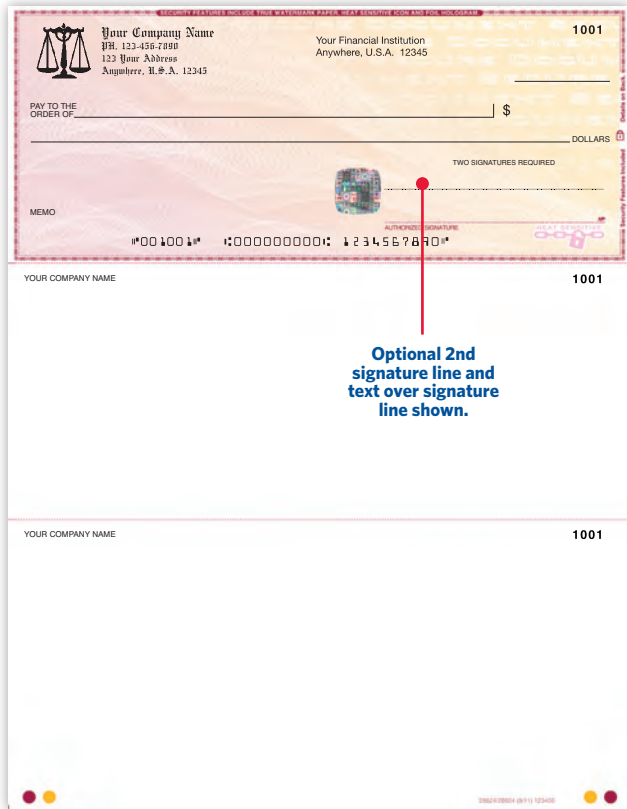 SECURITY FEATURES INCLUDE TRUE WATERMARK PAPER, HEAT SENSITIVE ICON AND FOIL HOLOGRAM
Your Company Name
PH. 123-456-7890
123 Your Address
Anywhere, U.S.A. 12345
Your Financial Institution
Anywhere, U.S.A. 12345
1001
PAY TO THE
ORDER OF
$
DOLLARS
Security Features Included
Details on Back
TWO SIGNATURES REQUIRED
MEMO
AUTHORIZED SIGNATURE
HEAT SENSITIVE
⑈001001⑈ ⑆000000000⑆ 1234567890⑈
YOUR COMPANY NAME
1001
Optional 2nd
signature line and
text over signature
line shown.
YOUR COMPANY NAME
1001
(8/11) 123456